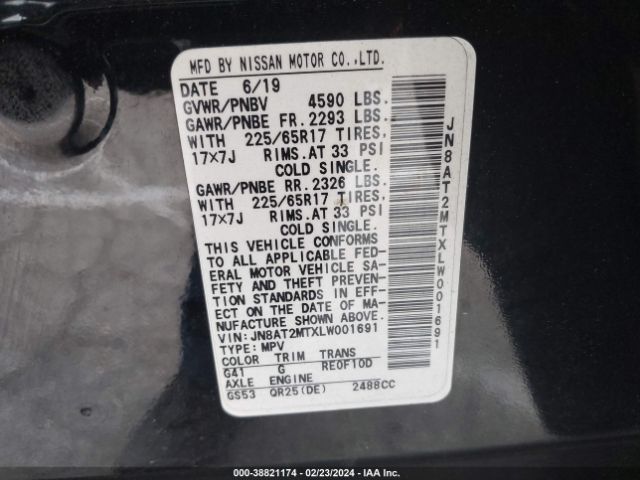 MFD BY NISSAN MOTOR CO.,LTD.
DATE 6/19
GVWR/PNBV 4590 LBS.
GAWR/PNBE FR. 2293 LBS.
WITH 225/65R17 TIRES,
17X7J RIMS.AT 33 PSI
COLD SINGLE.
GAWR/PNBE RR. 2326 LBS.
WITH 225/65R17 TIRES,
17X7J RIMS.AT 33 PSI
COLD SINGLE.
THIS VEHICLE CONFORMS
TO ALL APPLICABLE FED-
ERAL MOTOR VEHICLE SA-
FETY AND THEFT PREVEN-
TION STANDARDS IN EFF-
ECT ON THE DATE OF MA-
NUFACTURE SHOWN ABOVE.
VIN: JN8AT2MTXLW001691
TYPE: MPV
COLOR TRIM TRANS
G41 G RE0F10D
AXLE ENGINE
GS53 QR25(DE) 2488CC
JN8AT2MTXLW001691
000-38821174 - 02/23/2024 - IAA Inc.